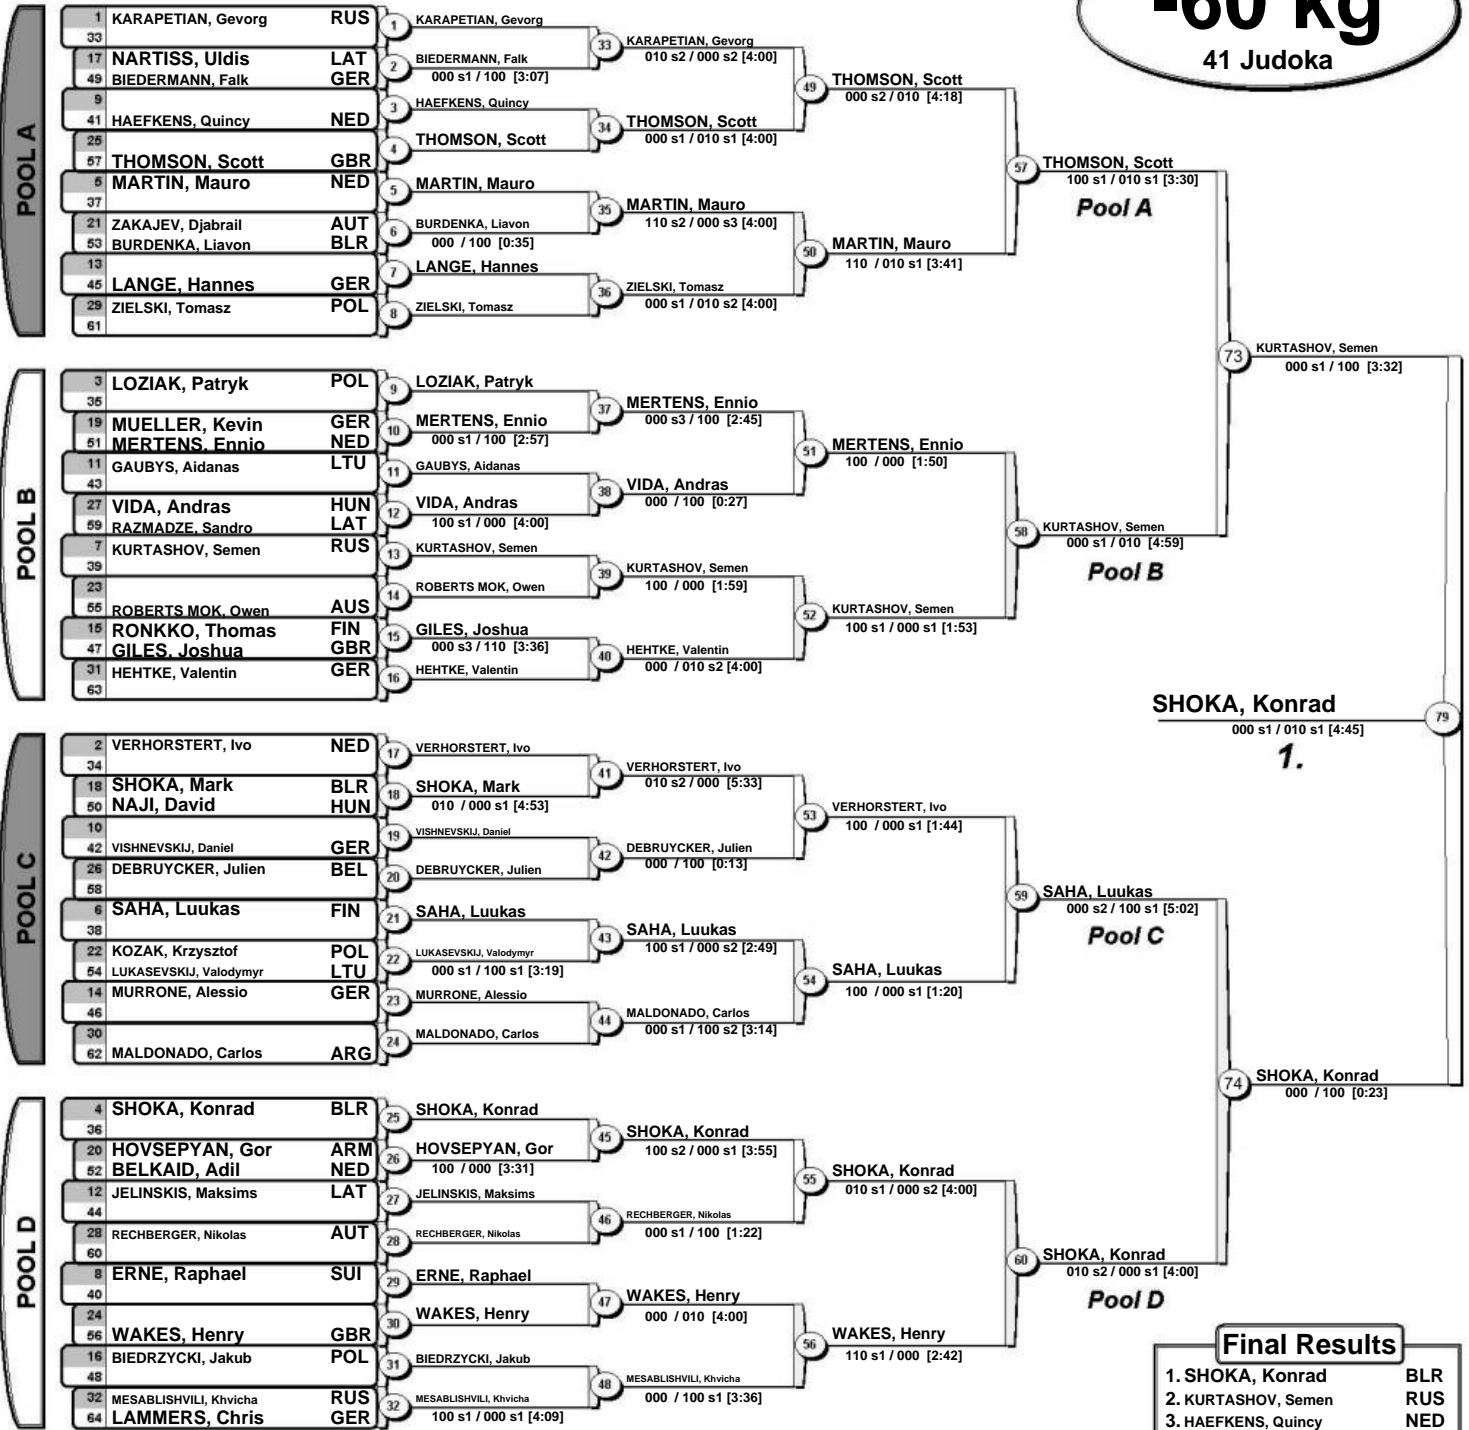 -60 kg
41 Judoka
POOL A
1 KARAPETIAN, Gevorg RUS
33
17 NARTISS, Uldis LAT
49 BIEDERMANN, Falk GER
9
41 HAEFKENS, Quincy NED
25
57 THOMSON, Scott GBR
5 MARTIN, Mauro NED
37
21 ZAKAJEV, Djabrail AUT
53 BURDENKA, Liavon BLR
13
45 LANGE, Hannes GER
29 ZIELSKI, Tomasz POL
61
1 KARAPETIAN, Gevorg
2 BIEDERMANN, Falk
000 s1 / 100 [3:07]
3 HAEFKENS, Quincy
4 THOMSON, Scott
5 MARTIN, Mauro
6 BURDENKA, Liavon
000 / 100 [0:35]
7 LANGE, Hannes
8 ZIELSKI, Tomasz
33 KARAPETIAN, Gevorg
010 s2 / 000 s2 [4:00]
34 THOMSON, Scott
000 s1 / 010 s1 [4:00]
35 MARTIN, Mauro
110 s2 / 000 s3 [4:00]
36 ZIELSKI, Tomasz
000 s1 / 010 s2 [4:00]
49 THOMSON, Scott
000 s2 / 010 [4:18]
50 MARTIN, Mauro
110 / 010 s1 [3:41]
57 THOMSON, Scott
100 s1 / 010 s1 [3:30]
Pool A
POOL B
3 LOZIAK, Patryk POL
35
19 MUELLER, Kevin GER
51 MERTENS, Ennio NED
11 GAUBYS, Aidanas LTU
43
27 VIDA, Andras HUN
59 RAZMADZE, Sandro LAT
7 KURTASHOV, Semen RUS
39
23
55 ROBERTS MOK, Owen AUS
15 RONKKO, Thomas FIN
47 GILES, Joshua GBR
31 HEHTKE, Valentin GER
63
9 LOZIAK, Patryk
10 MERTENS, Ennio
000 s1 / 100 [2:57]
11 GAUBYS, Aidanas
12 VIDA, Andras
100 s1 / 000 [4:00]
13 KURTASHOV, Semen
14 ROBERTS MOK, Owen
15 GILES, Joshua
000 s3 / 110 [3:36]
16 HEHTKE, Valentin
37 MERTENS, Ennio
000 s3 / 100 [2:45]
38 VIDA, Andras
000 / 100 [0:27]
39 KURTASHOV, Semen
100 / 000 [1:59]
40 HEHTKE, Valentin
000 / 010 s2 [4:00]
51 MERTENS, Ennio
100 / 000 [1:50]
52 KURTASHOV, Semen
100 s1 / 000 s1 [1:53]
58 KURTASHOV, Semen
000 s1 / 010 [4:59]
Pool B
73 KURTASHOV, Semen
000 s1 / 100 [3:32]
SHOKA, Konrad 79
000 s1 / 010 s1 [4:45]
1.
POOL C
2 VERHORSTERT, Ivo NED
34
18 SHOKA, Mark BLR
50 NAJI, David HUN
10
42 VISHNEVSKIJ, Daniel GER
26 DEBRUYCKER, Julien BEL
58
6 SAHA, Luukas FIN
38
22 KOZAK, Krzysztof POL
54 LUKASEVSKIJ, Valodymyr LTU
14 MURRONE, Alessio GER
46
30
62 MALDONADO, Carlos ARG
17 VERHORSTERT, Ivo
18 SHOKA, Mark
010 / 000 s1 [4:53]
19 VISHNEVSKIJ, Daniel
20 DEBRUYCKER, Julien
21 SAHA, Luukas
22 LUKASEVSKIJ, Valodymyr
000 s1 / 100 s1 [3:19]
23 MURRONE, Alessio
24 MALDONADO, Carlos
41 VERHORSTERT, Ivo
010 s2 / 000 [5:33]
42 DEBRUYCKER, Julien
000 / 100 [0:13]
43 SAHA, Luukas
100 s1 / 000 s2 [2:49]
44 MALDONADO, Carlos
000 s1 / 100 s2 [3:14]
53 VERHORSTERT, Ivo
100 / 000 s1 [1:44]
54 SAHA, Luukas
100 / 000 s1 [1:20]
59 SAHA, Luukas
000 s2 / 100 s1 [5:02]
Pool C
POOL D
4 SHOKA, Konrad BLR
36
20 HOVSEPYAN, Gor ARM
52 BELKAID, Adil NED
12 JELINSKIS, Maksims LAT
44
28 RECHBERGER, Nikolas AUT
60
8 ERNE, Raphael SUI
40
24
56 WAKES, Henry GBR
16 BIEDRZYCKI, Jakub POL
48
32 MESABLISHVILI, Khvicha RUS
64 LAMMERS, Chris GER
25 SHOKA, Konrad
26 HOVSEPYAN, Gor
100 / 000 [3:31]
27 JELINSKIS, Maksims
28 RECHBERGER, Nikolas
29 ERNE, Raphael
30 WAKES, Henry
31 BIEDRZYCKI, Jakub
32 MESABLISHVILI, Khvicha
100 s1 / 000 s1 [4:09]
45 SHOKA, Konrad
100 s2 / 000 s1 [3:55]
46 RECHBERGER, Nikolas
000 s1 / 100 [1:22]
47 WAKES, Henry
000 / 010 [4:00]
48 MESABLISHVILI, Khvicha
000 / 100 s1 [3:36]
55 SHOKA, Konrad
010 s1 / 000 s2 [4:00]
56 WAKES, Henry
110 s1 / 000 [2:42]
60 SHOKA, Konrad
010 s2 / 000 s1 [4:00]
Pool D
74 SHOKA, Konrad
000 / 100 [0:23]
Final Results
1. SHOKA, Konrad BLR
2. KURTASHOV, Semen RUS
3. HAEFKENS, Quincy NED